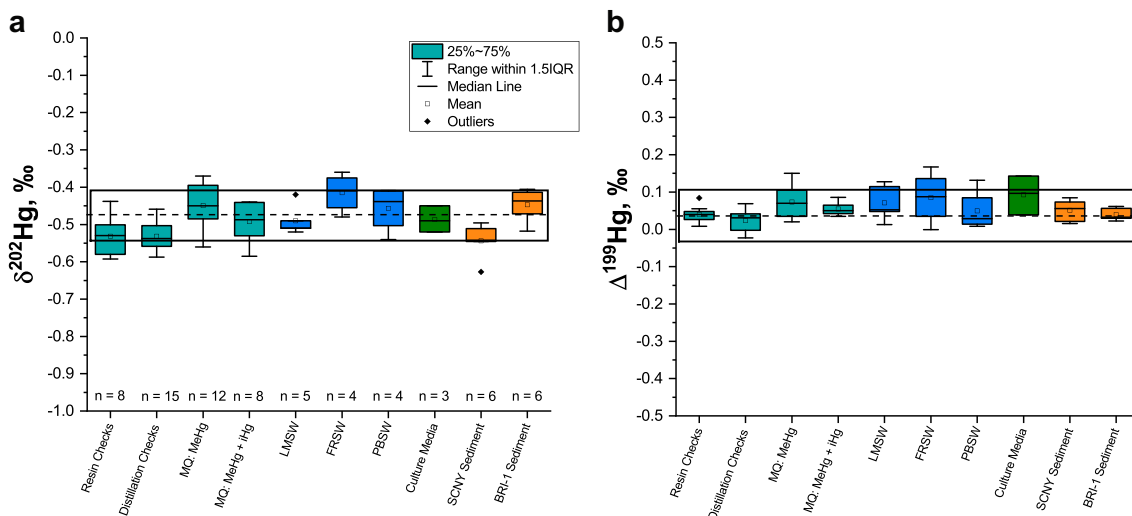 a
0.0
-0.1
-0.2
-0.3
-0.4
-0.5
-0.6
-0.7
-0.8
-0.9
-1.0
δ²⁰²Hg, ‰
25%~75%
Range within 1.5IQR
Median Line
Mean
Outliers
n = 8 n = 15 n = 12 n = 8 n = 5 n = 4 n = 4 n = 3 n = 6 n = 6
Resin Checks
Distillation Checks
MQ: MeHg
MQ: MeHg + iHg
LMSW
FRSW
PBSW
Culture Media
SCNY Sediment
BRI-1 Sediment
b
0.5
0.4
0.3
0.2
0.1
0.0
-0.1
-0.2
-0.3
-0.4
-0.5
Δ¹⁹⁹Hg, ‰
Resin Checks
Distillation Checks
MQ: MeHg
MQ: MeHg + iHg
LMSW
FRSW
PBSW
Culture Media
SCNY Sediment
BRI-1 Sediment